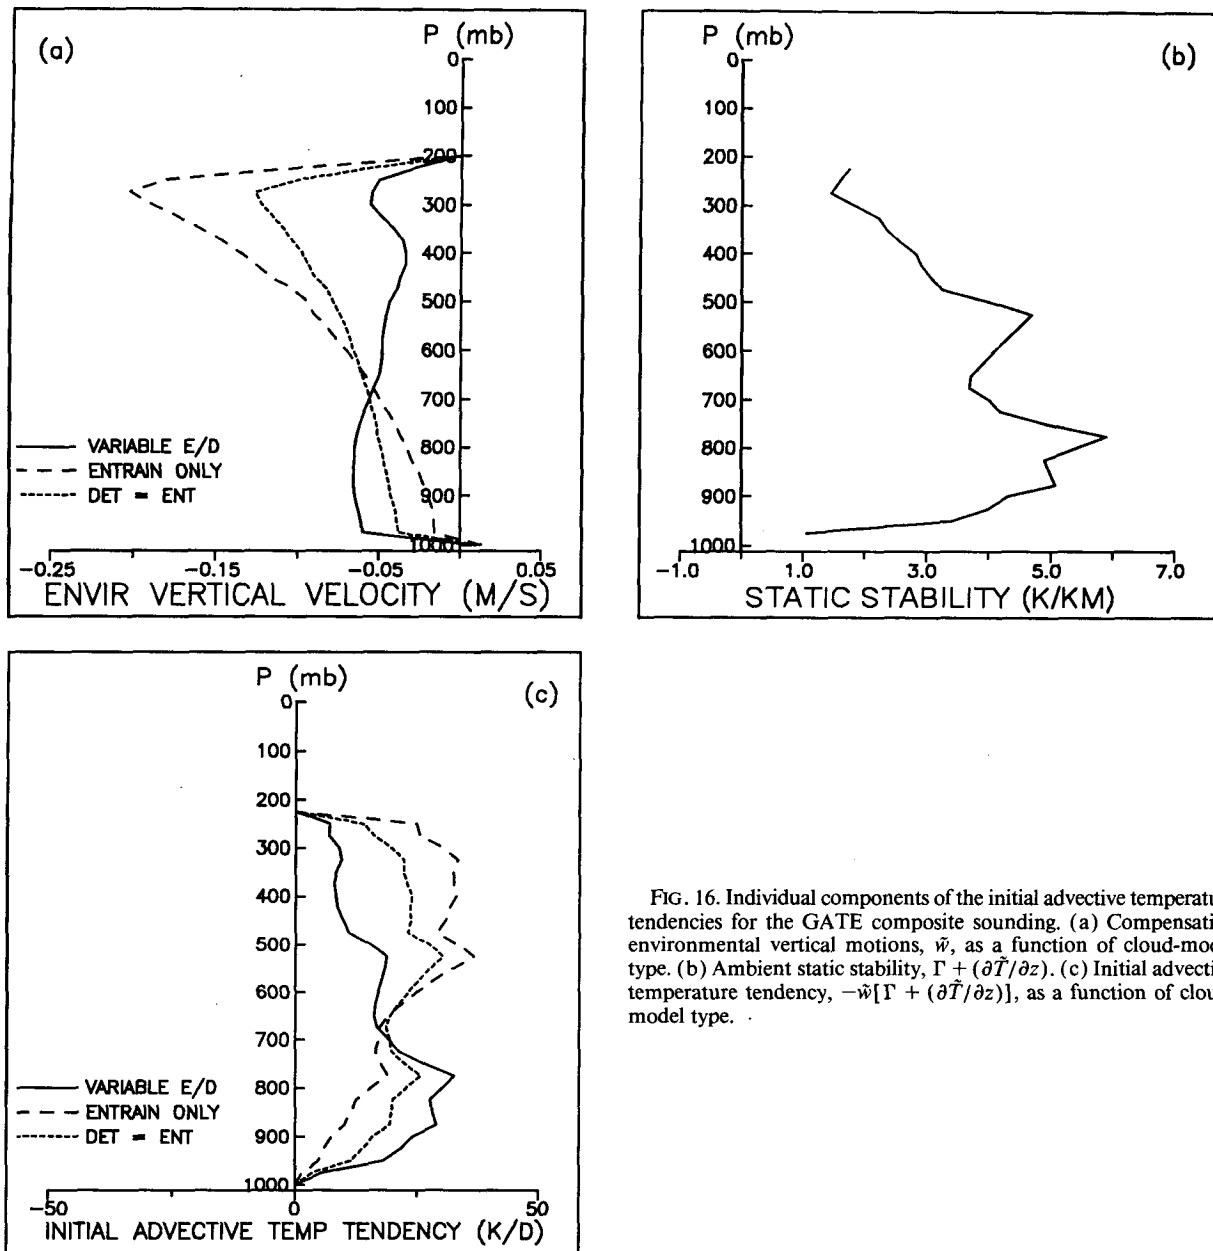 (a)
P (mb)
0
100
200
300
400
500
600
700
800
900
1000
VARIABLE E/D
ENTRAIN ONLY
DET = ENT
-0.25
-0.15
-0.05
0.05
ENVIR VERTICAL VELOCITY (M/S)
(b)
P (mb)
0
100
200
300
400
500
600
700
800
900
1000
-1.0
1.0
3.0
5.0
7.0
STATIC STABILITY (K/KM)
(c)
P (mb)
0
100
200
300
400
500
600
700
800
900
1000
VARIABLE E/D
ENTRAIN ONLY
DET = ENT
-50
0
50
INITIAL ADVECTIVE TEMP TENDENCY (K/D)
FIG. 16. Individual components of the initial advective temperatu
tendencies for the GATE composite sounding. (a) Compensati
environmental vertical motions, w̃, as a function of cloud-mod
type. (b) Ambient static stability, Γ + (∂T̃/∂z). (c) Initial advecti
temperature tendency, −w̃[Γ + (∂T̃/∂z)], as a function of clou
model type.